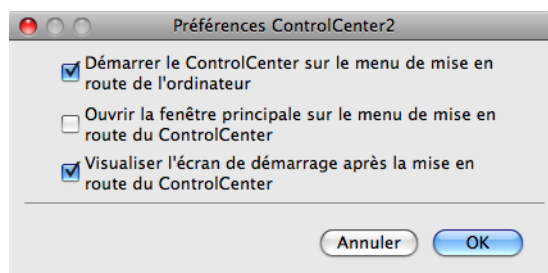 Préférences ControlCenter2
Démarrer le ControlCenter sur le menu de mise en
route de l'ordinateur
Ouvrir la fenêtre principale sur le menu de mise en
route du ControlCenter
Visualiser l'écran de démarrage après la mise en
route du ControlCenter
Annuler
OK